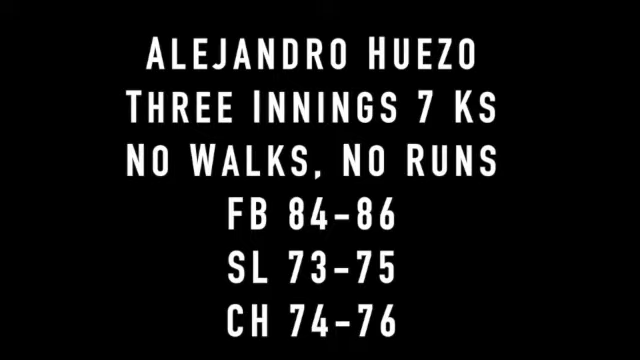 Alejandro Huezo
Three Innings 7 Ks
No Walks, No Runs
FB 84-86
SL 73-75
CH 74-76